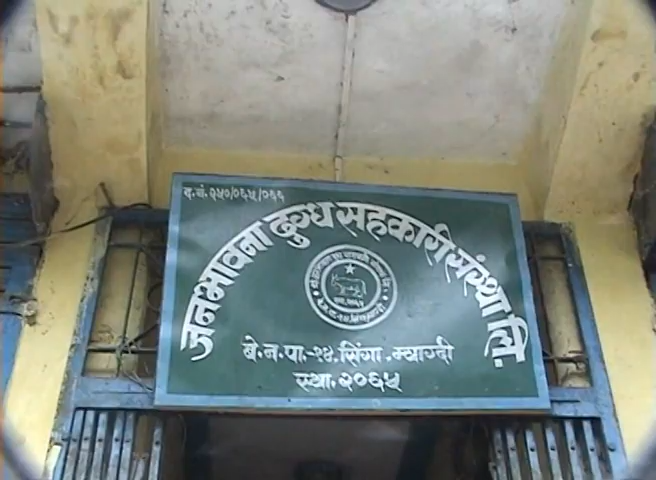 जनभावना दुग्ध सहकारी संस्था लि.
बे.न.पा.-१४, सिंगा, म्याग्दी
स्था. २०६५